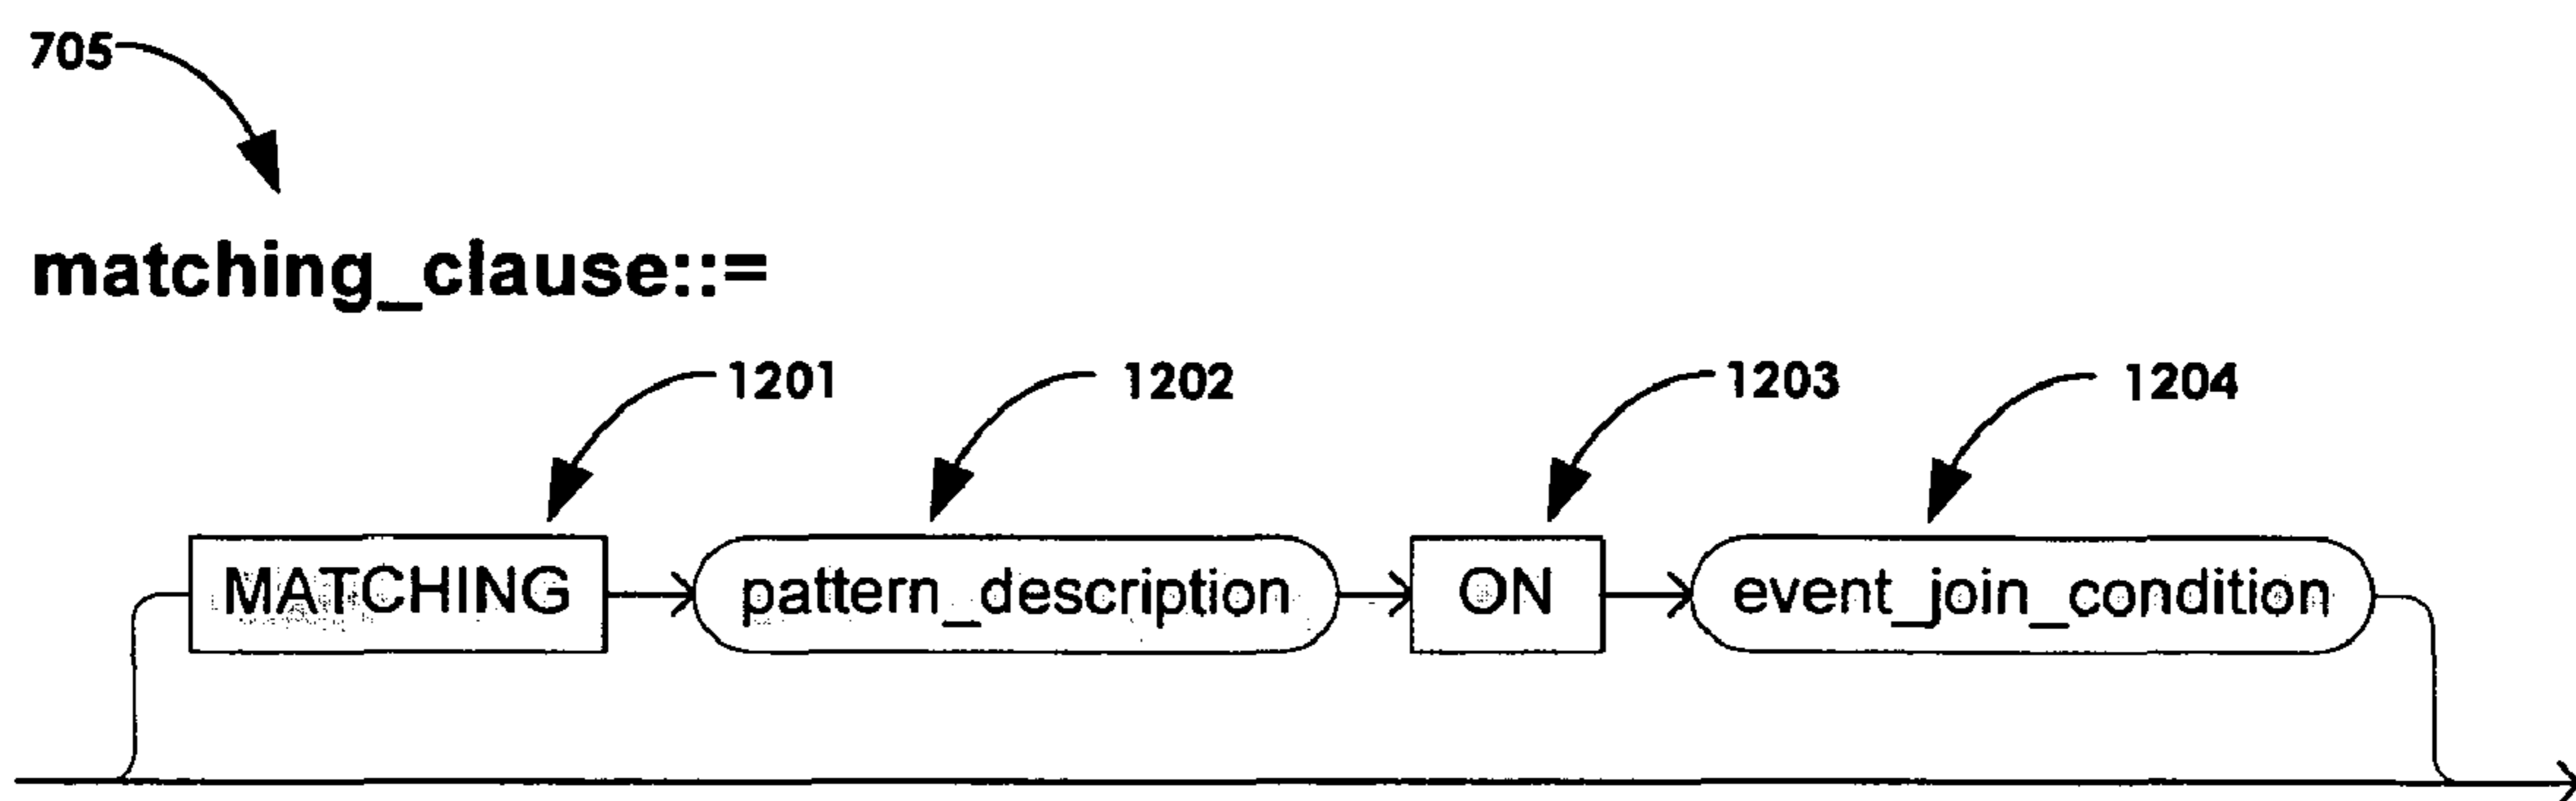 705
matching_clause::=
1201 1202 1203 1204
MATCHING pattern_description ON event_join_condition